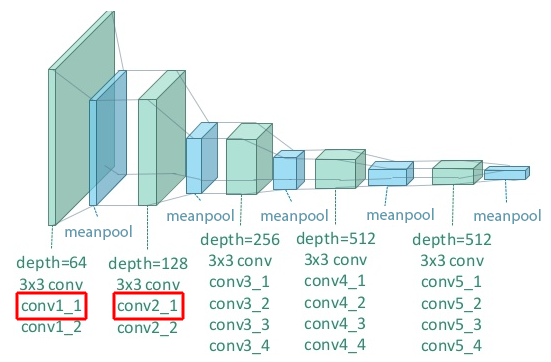 meanpool
meanpool
meanpool
meanpool
meanpool
depth=64
3x3 conv
conv1_1
conv1_2
depth=128
3x3 conv
conv2_1
conv2_2
depth=256
3x3 conv
conv3_1
conv3_2
conv3_3
conv3_4
depth=512
3x3 conv
conv4_1
conv4_2
conv4_3
conv4_4
depth=512
3x3 conv
conv5_1
conv5_2
conv5_3
conv5_4